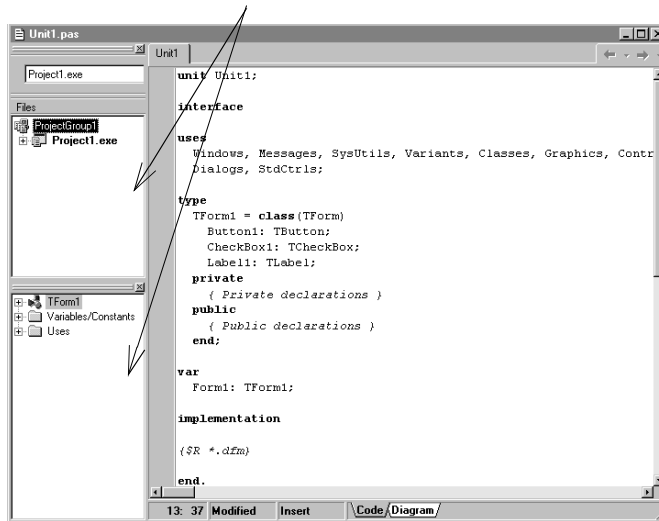 Unit1.pas
Project1.exe
Files
ProjectGroup1
Project1.exe
TForm1
Variables/Constants
Uses
Unit1
unit Unit1;
interface
uses
Windows, Messages, SysUtils, Variants, Classes, Graphics, Contr
Dialogs, StdCtrls;
type
TForm1 = class(TForm)
Button1: TButton;
CheckBox1: TCheckBox;
Label1: TLabel;
private
{ Private declarations }
public
{ Public declarations }
end;
var
Form1: TForm1;
implementation
{$R *.dfm}
end.
13: 37 Modified Insert Code Diagram